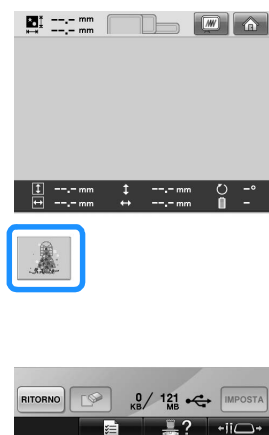 --.- mm
--.- mm
--.- mm --.- mm -°
--.- mm --.- mm -
RITORNO 0 KB / 121 MB IMPOSTA
?